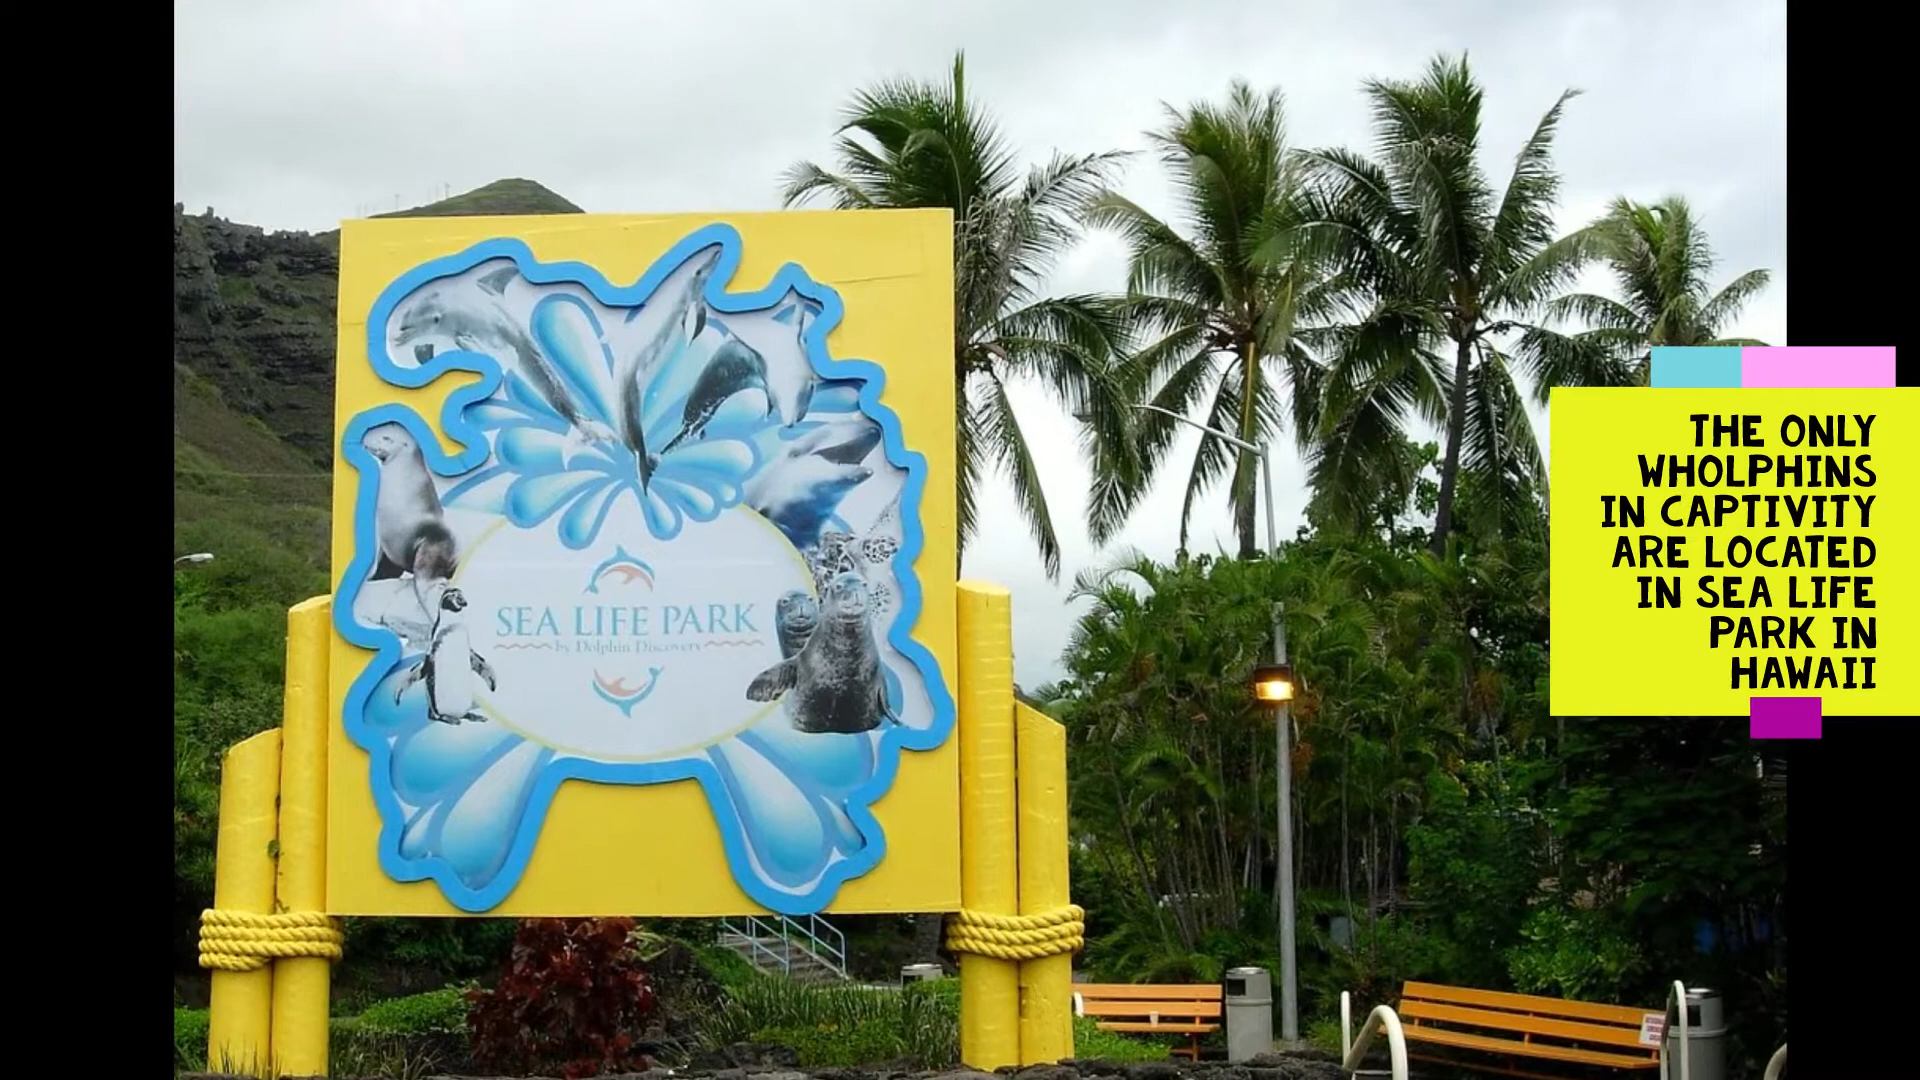 SEA LIFE PARK
by Dolphin Discovery
THE ONLY
WHOLPHINS
IN CAPTIVITY
ARE LOCATED
IN SEA LIFE
PARK IN
HAWAII